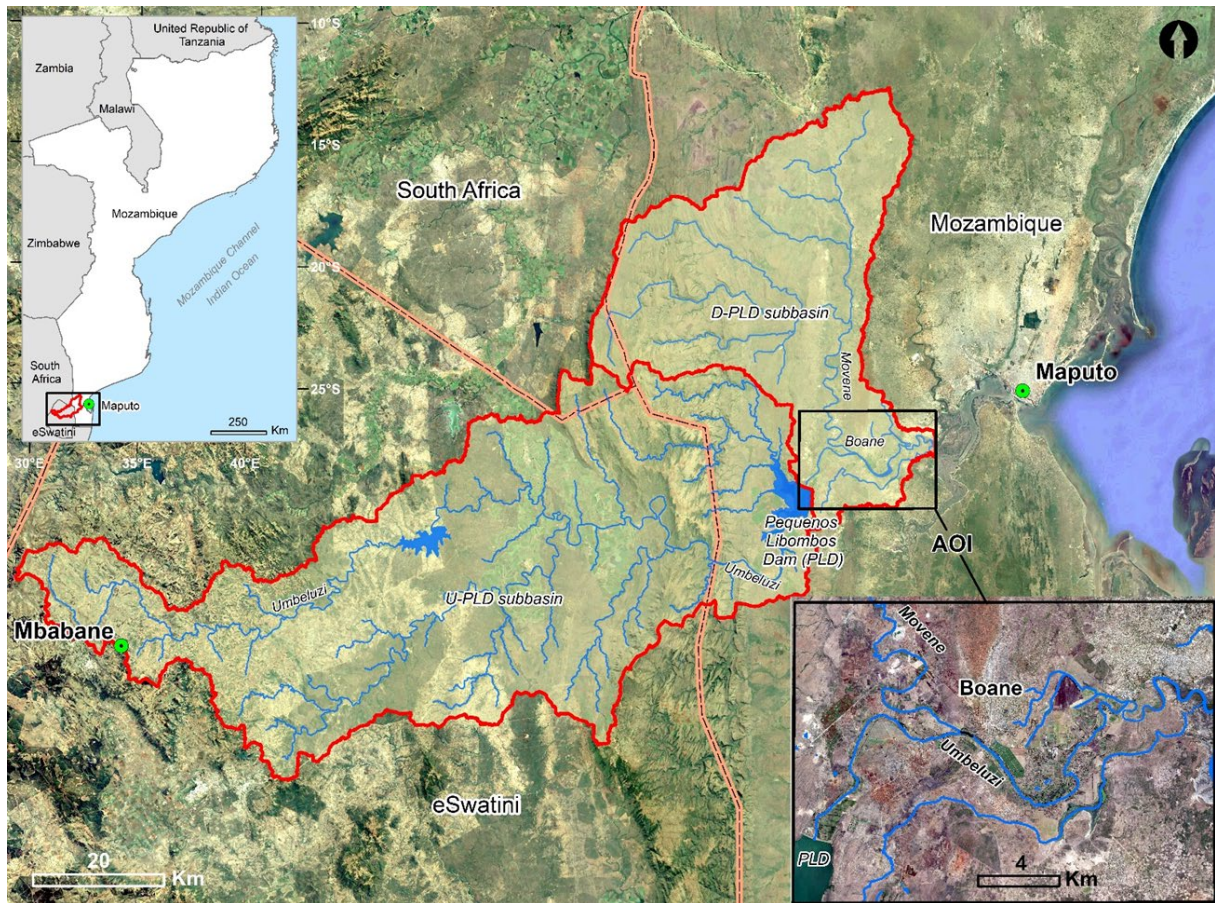 United Republic of
Tanzania
Zambia
Malawi
Mozambique
Zimbabwe
Mozambique Channel
Indian Ocean
South
Africa
Maputo
eSwatini
250
Km
10°S
15°S
20°S
25°S
30°E
35°E
40°E
South Africa
Mozambique
D-PLD subbasin
Movene
Maputo
Boane
Pequenos
Libombos
Dam (PLD)
AOI
Umbeluzi
Umbeluzi
U-PLD subbasin
Mbabane
eSwatini
20
Km
Movene
Boane
Umbeluzi
PLD
4
Km